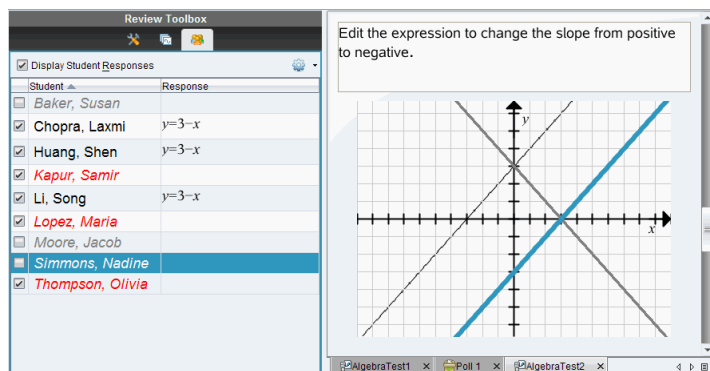 Review Toolbox
Display Student Responses
Student Response
Baker, Susan
Chopra, Laxmi y=3−x
Huang, Shen y=3−x
Kapur, Samir
Li, Song y=3−x
Lopez, Maria
Moore, Jacob
Simmons, Nadine
Thompson, Olivia
Edit the expression to change the slope from positive
to negative.
y
x
AlgebraTest1 Poll 1 AlgebraTest2